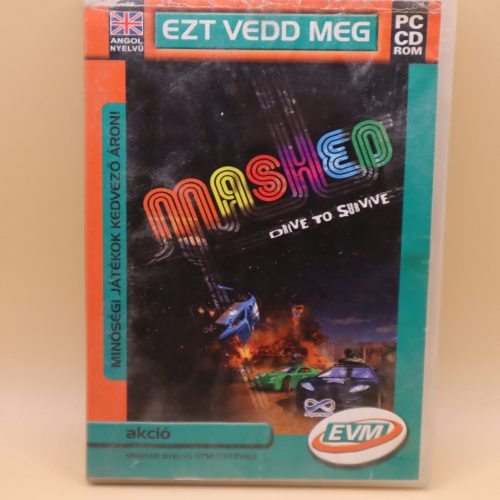 ANGOL
NYELVŰ
EZT VEDD MEG
PC
CD
ROM
MINŐSÉGI JÁTÉKOK KEDVEZŐ ÁRON!
MASHED
DRIVE TO SURVIVE
akció
EVM
MAGYAR NYELVŰ ÚTMUTATÓVAL!